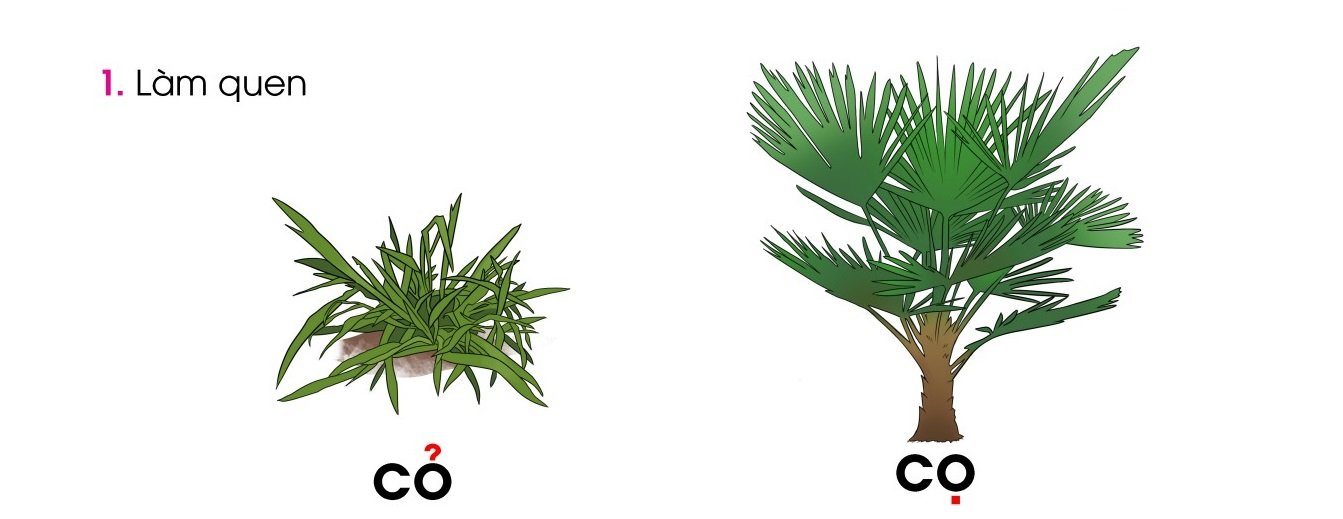 1. Làm quen
cỏ
cọ